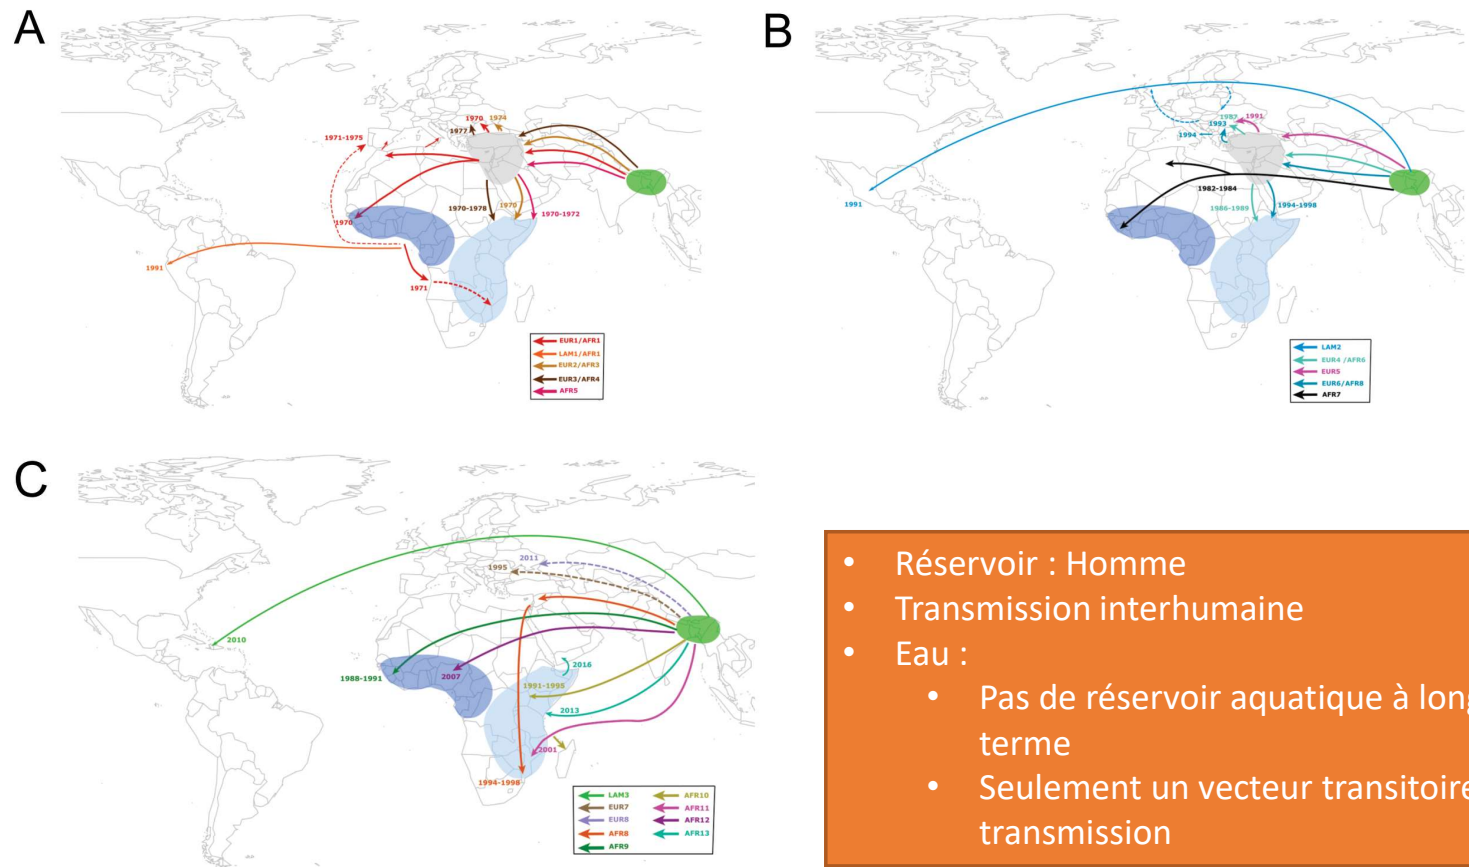 A
1971-1975
1977
1970
1974
1970
1970-1978
1970
1970-1972
1991
1971
EUR1/AFR1
LAM1/AFR1
EUR2/AFR3
EUR3/AFR4
AFR5
B
1987
1991
1993
1994
1982-1984
1986-1989
1994-1998
1991
LAM2
EUR4 /AFR6
EUR5
EUR6/AFR8
AFR7
C
2011
1995
2010
1988-1991
2007
2016
1991-1995
2013
2001
1994-1998
LAM3
EUR7
EUR8
AFR8
AFR9
AFR10
AFR11
AFR12
AFR13
• Réservoir : Homme
• Transmission interhumaine
• Eau :
• Pas de réservoir aquatique à long
terme
• Seulement un vecteur transitoire
transmission